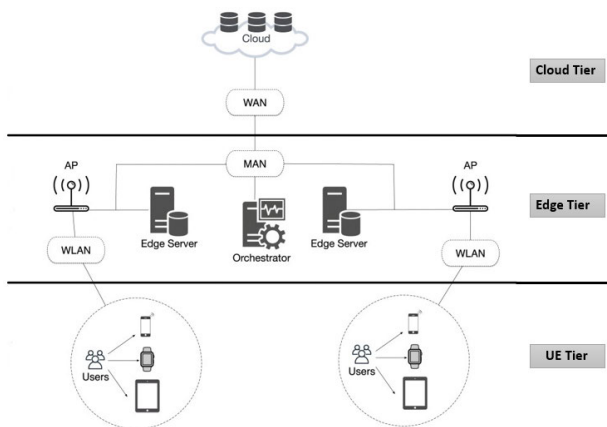 Cloud
Cloud Tier
WAN
MAN
AP
AP
Edge Server
Orchestrator
Edge Server
Edge Tier
WLAN
WLAN
Users
Users
UE Tier